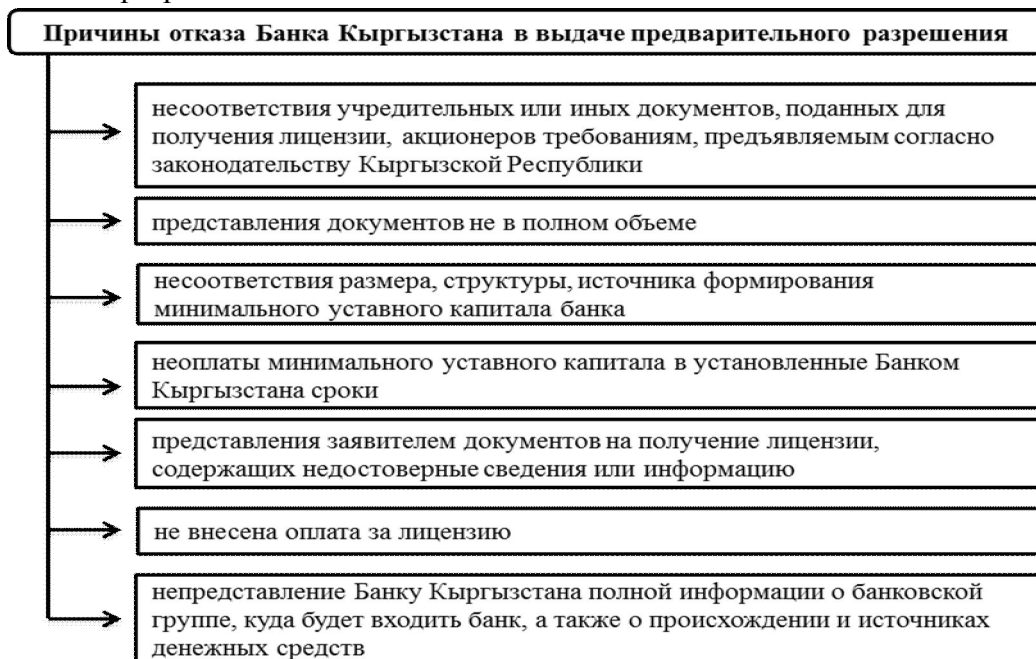 Причины отказа Банка Кыргызстана в выдаче предварительного разрешения
несоответствия учредительных или иных документов, поданных для
получения лицензии, акционеров требованиям, предъявляемым согласно
законодательству Кыргызской Республики
представления документов не в полном объеме
несоответствия размера, структуры, источника формирования
минимального уставного капитала банка
неоплаты минимального уставного капитала в установленные Банком
Кыргызстана сроки
представления заявителем документов на получение лицензии,
содержащих недостоверные сведения или информацию
не внесена оплата за лицензию
непредставление Банку Кыргызстана полной информации о банковской
группе, куда будет входить банк, а также о происхождении и источниках
денежных средств